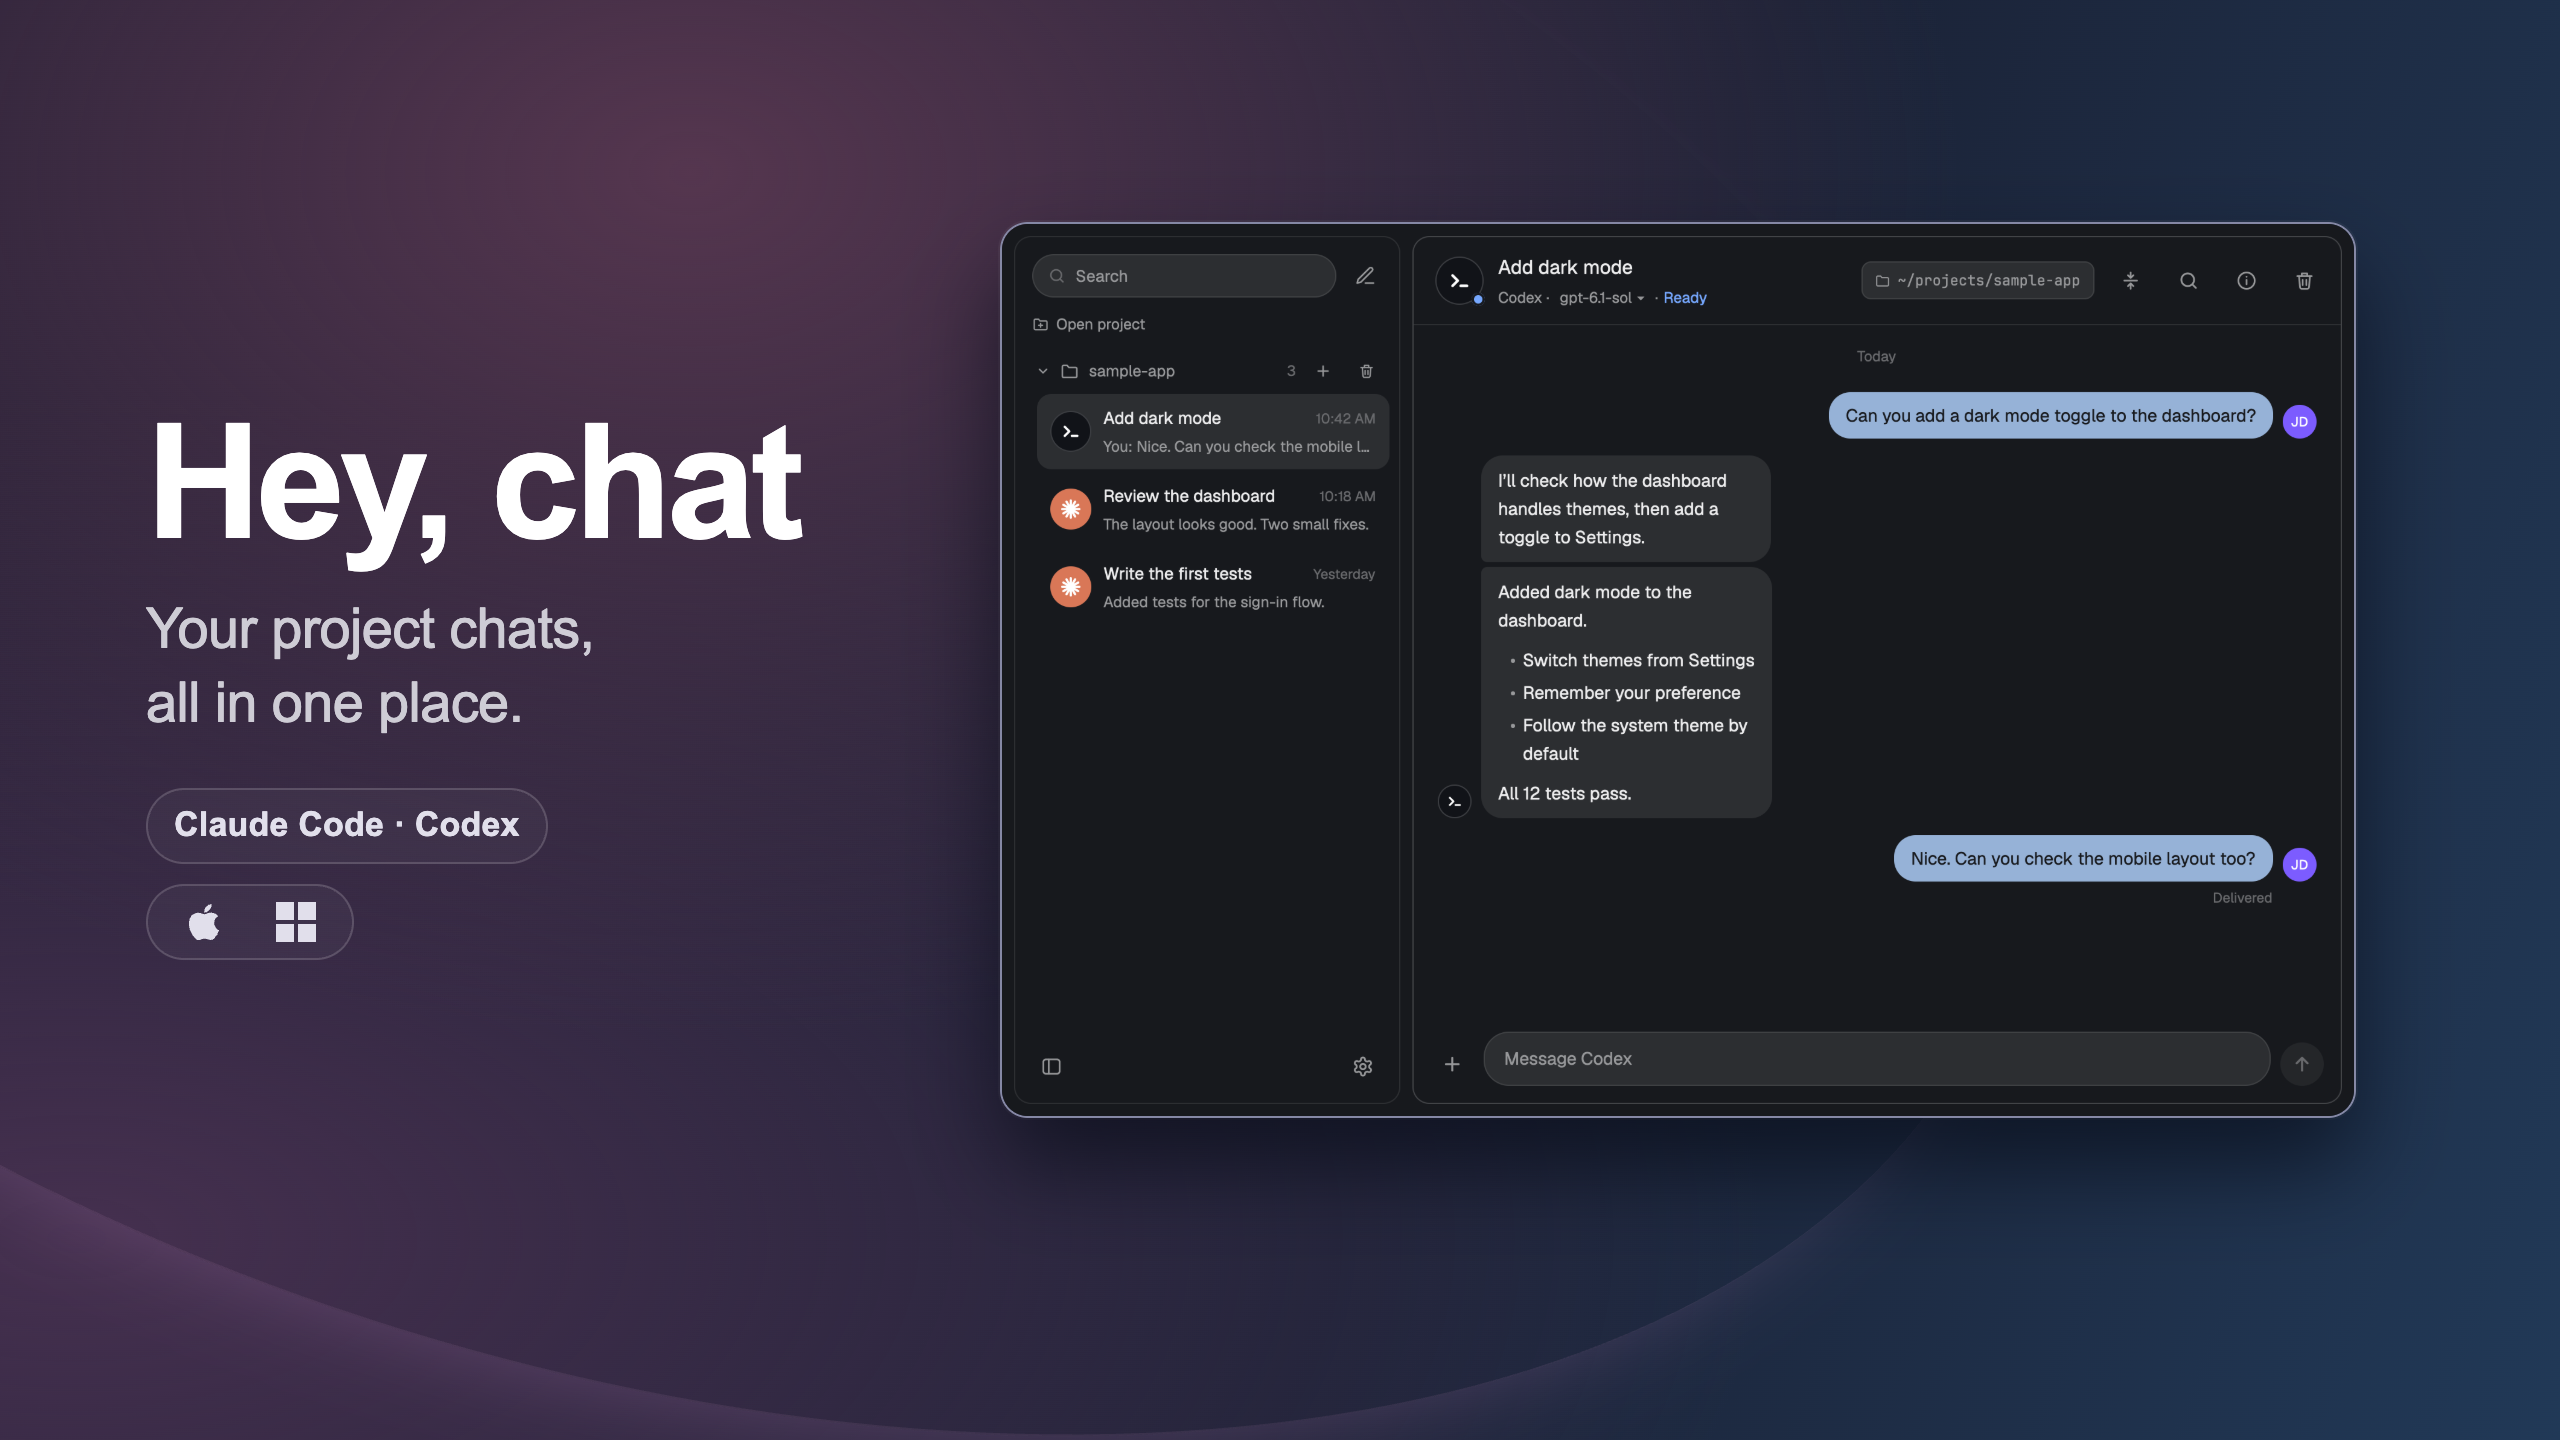 Hey, chat
Your project chats,
all in one place.
Claude Code · Codex
Search
Open project
sample-app 3
Add dark mode 10:42 AM
You: Nice. Can you check the mobile l…
Review the dashboard 10:18 AM
The layout looks good. Two small fixes.
Write the first tests Yesterday
Added tests for the sign-in flow.
Add dark mode
Codex · gpt-6.1-sol · Ready
~/projects/sample-app
Today
Can you add a dark mode toggle to the dashboard?
JD
I'll check how the dashboard
handles themes, then add a
toggle to Settings.
Added dark mode to the
dashboard.
• Switch themes from Settings
• Remember your preference
• Follow the system theme by
default
All 12 tests pass.
Nice. Can you check the mobile layout too?
JD
Delivered
Message Codex